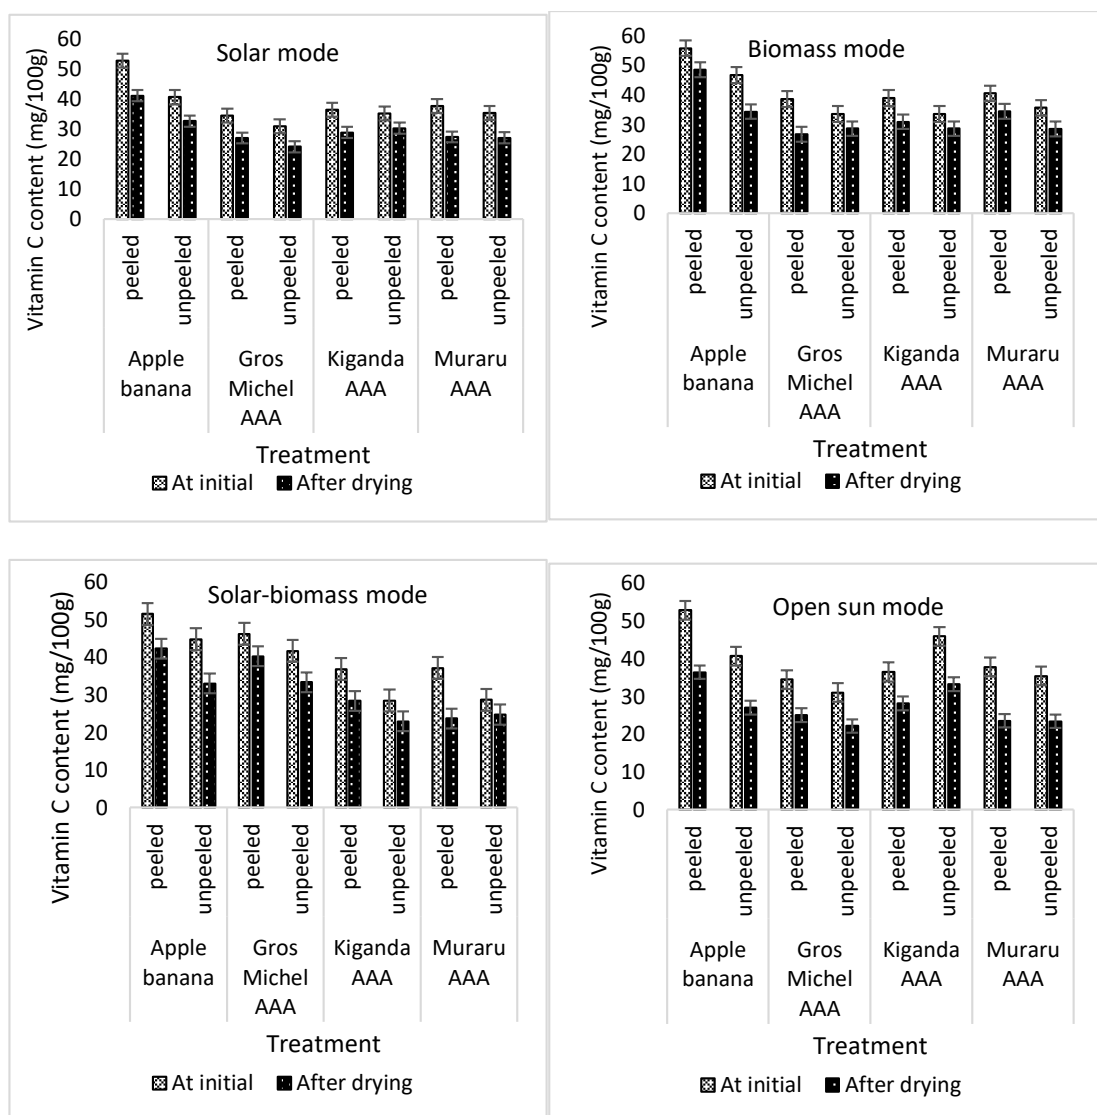 Solar mode
Vitamin C content (mg/100g)
60
50
40
30
20
10
0
peeled
unpeeled
peeled
unpeeled
peeled
unpeeled
peeled
unpeeled
Apple
banana
Gros
Michel
AAA
Kiganda
AAA
Muraru
AAA
Treatment
At initial
After drying
Biomass mode
Vitamin C content (mg/100g)
60
50
40
30
20
10
0
peeled
unpeeled
peeled
unpeeled
peeled
unpeeled
peeled
unpeeled
Apple
banana
Gros
Michel
AAA
Kiganda
AAA
Muraru
AAA
Treatment
At initial
After drying
Solar-biomass mode
Vitamin C content (mg/100g)
60
50
40
30
20
10
0
peeled
unpeeled
peeled
unpeeled
peeled
unpeeled
peeled
unpeeled
Apple
banana
Gros
Michel
AAA
Kiganda
AAA
Muraru
AAA
Treatment
At initial
After drying
Open sun mode
Vitamin C content (mg/100g)
60
50
40
30
20
10
0
peeled
unpeeled
peeled
unpeeled
peeled
unpeeled
peeled
unpeeled
Apple
banana
Gros
Michel
AAA
Kiganda
AAA
Muraru
AAA
Treatment
At initial
After drying